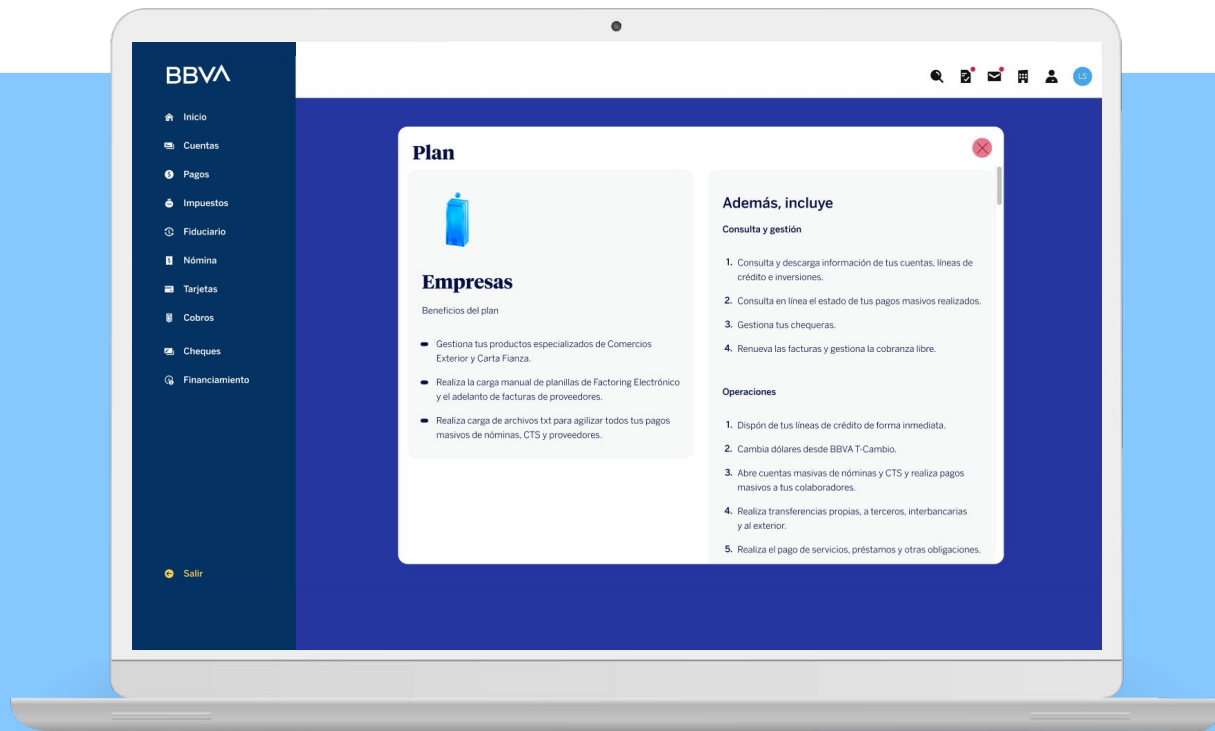 BBVA
LS
Inicio
Cuentas
Pagos
Impuestos
Fiduciario
Nómina
Tarjetas
Cobros
Cheques
Financiamiento
Salir
Plan
Empresas
Beneficios del plan
Gestiona tus productos especializados de Comercios
Exterior y Carta Fianza.
Realiza la carga manual de planillas de Factoring Electrónico
y el adelanto de facturas de proveedores.
Realiza carga de archivos txt para agilizar todos tus pagos
masivos de nóminas, CTS y proveedores.
Además, incluye
Consulta y gestión
1. Consulta y descarga información de tus cuentas, líneas de
crédito e inversiones.
2. Consulta en línea el estado de tus pagos masivos realizados.
3. Gestiona tus chequeras.
4. Renueva las facturas y gestiona la cobranza libre.
Operaciones
1. Dispón de tus líneas de crédito de forma inmediata.
2. Cambia dólares desde BBVA T-Cambio.
3. Abre cuentas masivas de nóminas y CTS y realiza pagos
masivos a tus colaboradores.
4. Realiza transferencias propias, a terceros, interbancarias
y al exterior.
5. Realiza el pago de servicios, préstamos y otras obligaciones.